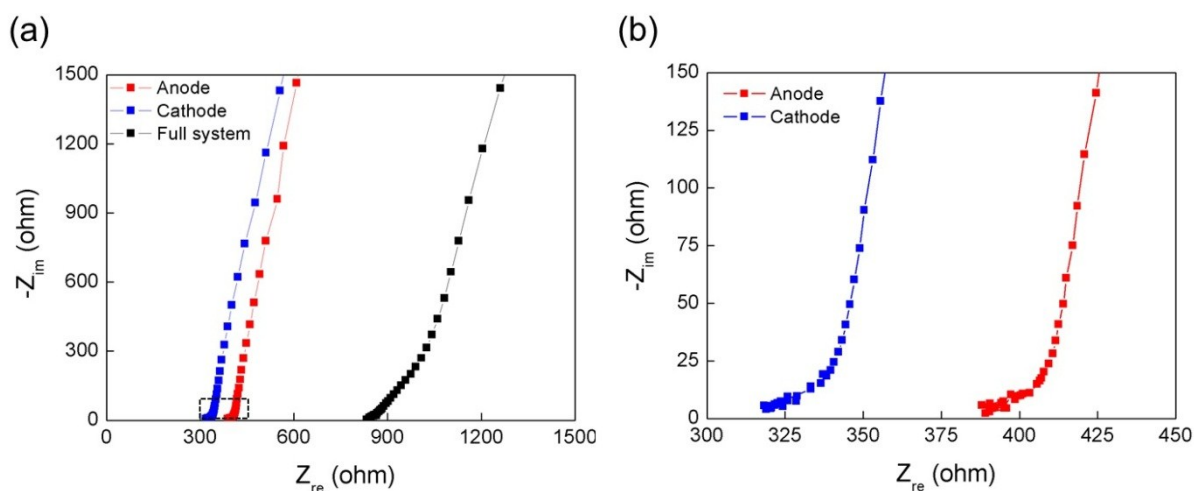 (a)
1500
1200
900
600
300
0
-Z_im (ohm)
Anode
Cathode
Full system
0 300 600 900 1200 1500
Z_re (ohm)
(b)
150
125
100
75
50
25
0
-Z_im (ohm)
Anode
Cathode
300 325 350 375 400 425 450
Z_re (ohm)